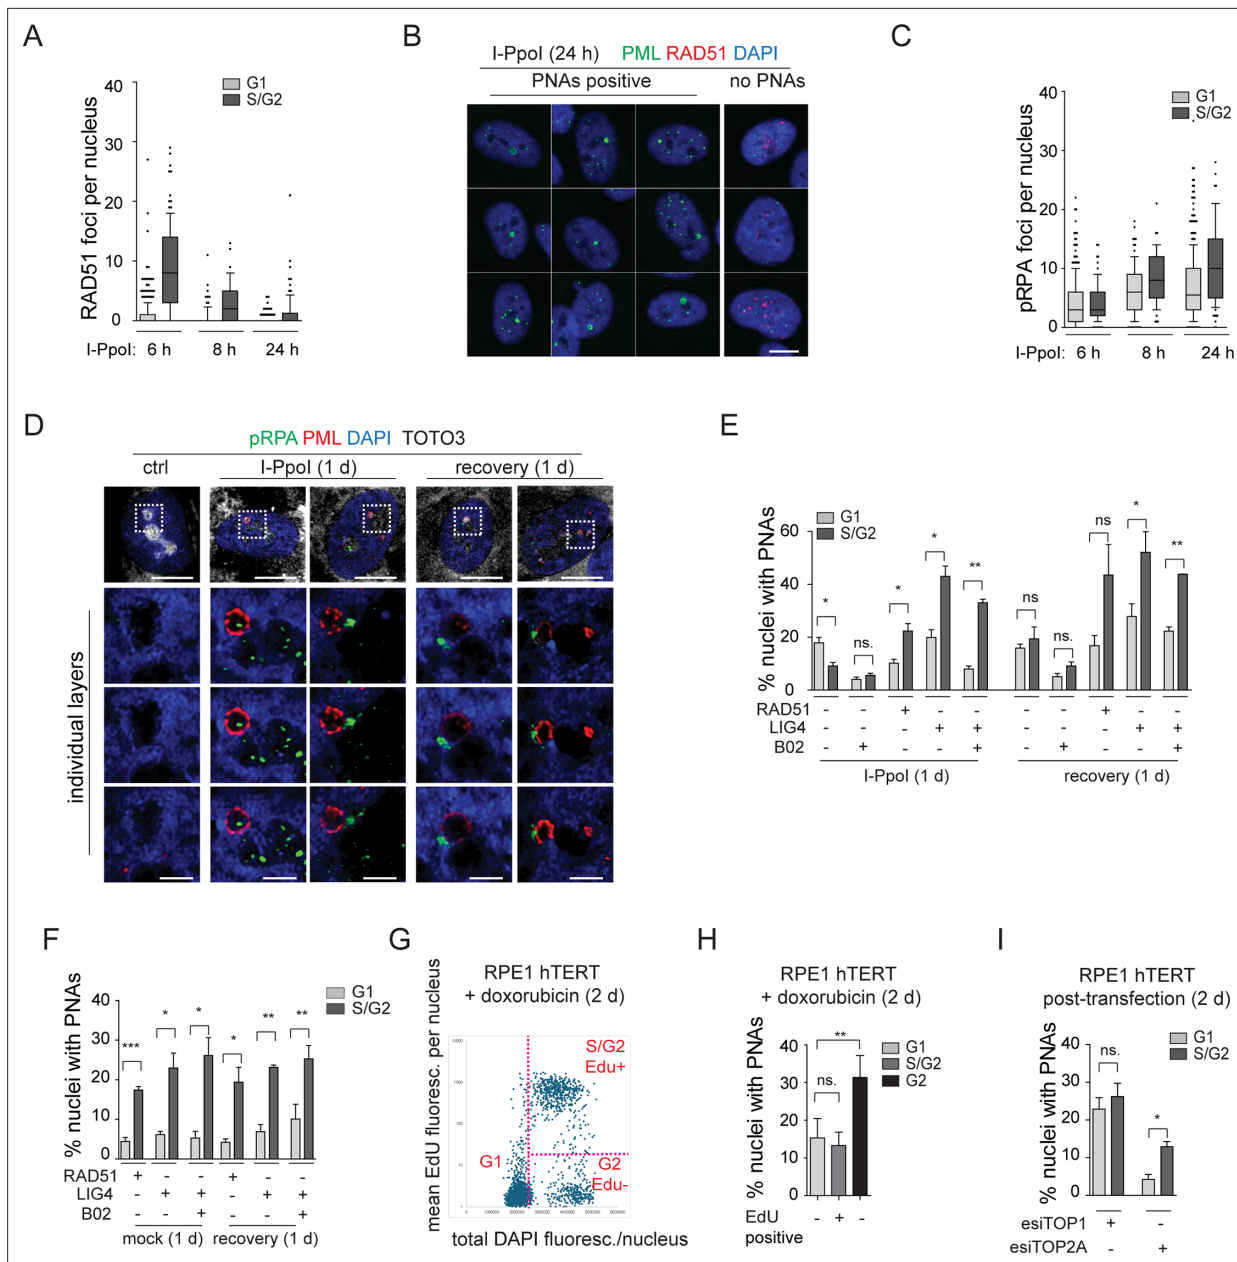 A
G1
S/G2
RAD51 foci per nucleus
40
30
20
10
0
I-PpoI: 6 h 8 h 24 h
B
I-PpoI (24 h) PML RAD51 DAPI
PNAs positive no PNAs
C
G1
S/G2
pRPA foci per nucleus
40
30
20
10
0
I-PpoI: 6 h 8 h 24 h
D
pRPA PML DAPI TOTO3
ctrl I-PpoI (1 d) recovery (1 d)
individual layers
E
G1
S/G2
% nuclei with PNAs
60
40
20
0
* ns. * * ** ns ns. ns * **
RAD51 - - + - - - - + - -
LIG4 - - - + + - - - + +
B02 - + - - + - + - - +
I-PpoI (1 d) recovery (1 d)
F
G1
S/G2
% nuclei with PNAs
40
30
20
10
0
*** * * * ** **
RAD51 + - - + - -
LIG4 - + + - + +
B02 - - + - - +
mock (1 d) recovery (1 d)
G
RPE1 hTERT
+ doxorubicin (2 d)
mean EdU fluoresc. per nucleus
S/G2
Edu+
G1
G2
Edu-
total DAPI fluoresc./nucleus
H
RPE1 hTERT
+ doxorubicin (2 d)
G1
S/G2
G2
% nuclei with PNAs
40
30
20
10
0
**
ns.
EdU - + -
positive
I
RPE1 hTERT
post-transfection (2 d)
G1
S/G2
% nuclei with PNAs
40
30
20
10
0
ns.
*
esiTOP1 + -
esiTOP2A - +